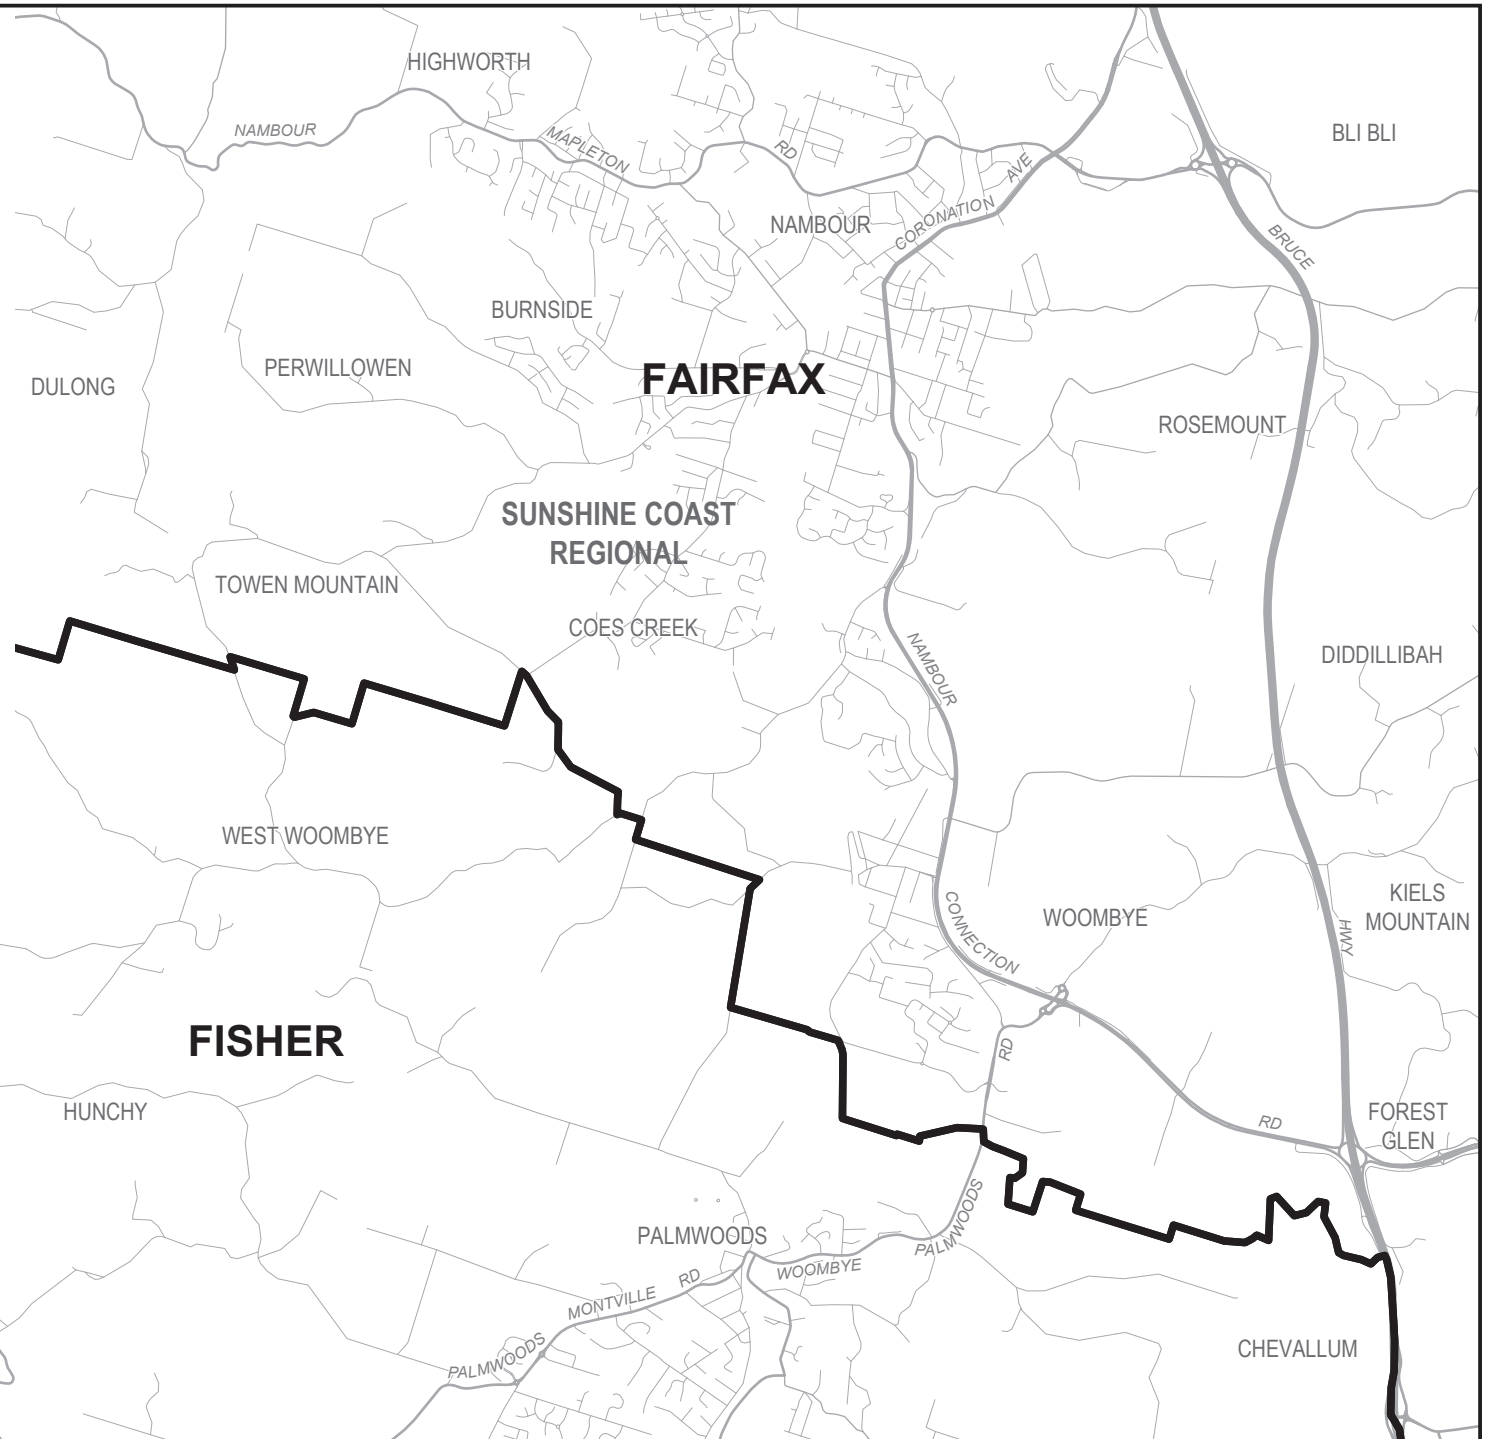 HIGHWORTH
NAMBOUR
MAPLETON
RD
BLI BLI
AVE
CORONATION
NAMBOUR
BRUCE
BURNSIDE
PERWILLOWEN
DULONG
FAIRFAX
ROSEMOUNT
SUNSHINE COAST
REGIONAL
TOWEN MOUNTAIN
COES CREEK
NAMBOUR
DIDDILLIBAH
WEST WOOMBYE
CONNECTION
WOOMBYE
KIELS
MOUNTAIN
HWY
FISHER
RD
HUNCHY
RD
FOREST
GLEN
PALMWOODS
PALMWOODS
WOOMBYE
RD
MONTVILLE
PALMWOODS
CHEVALLUM